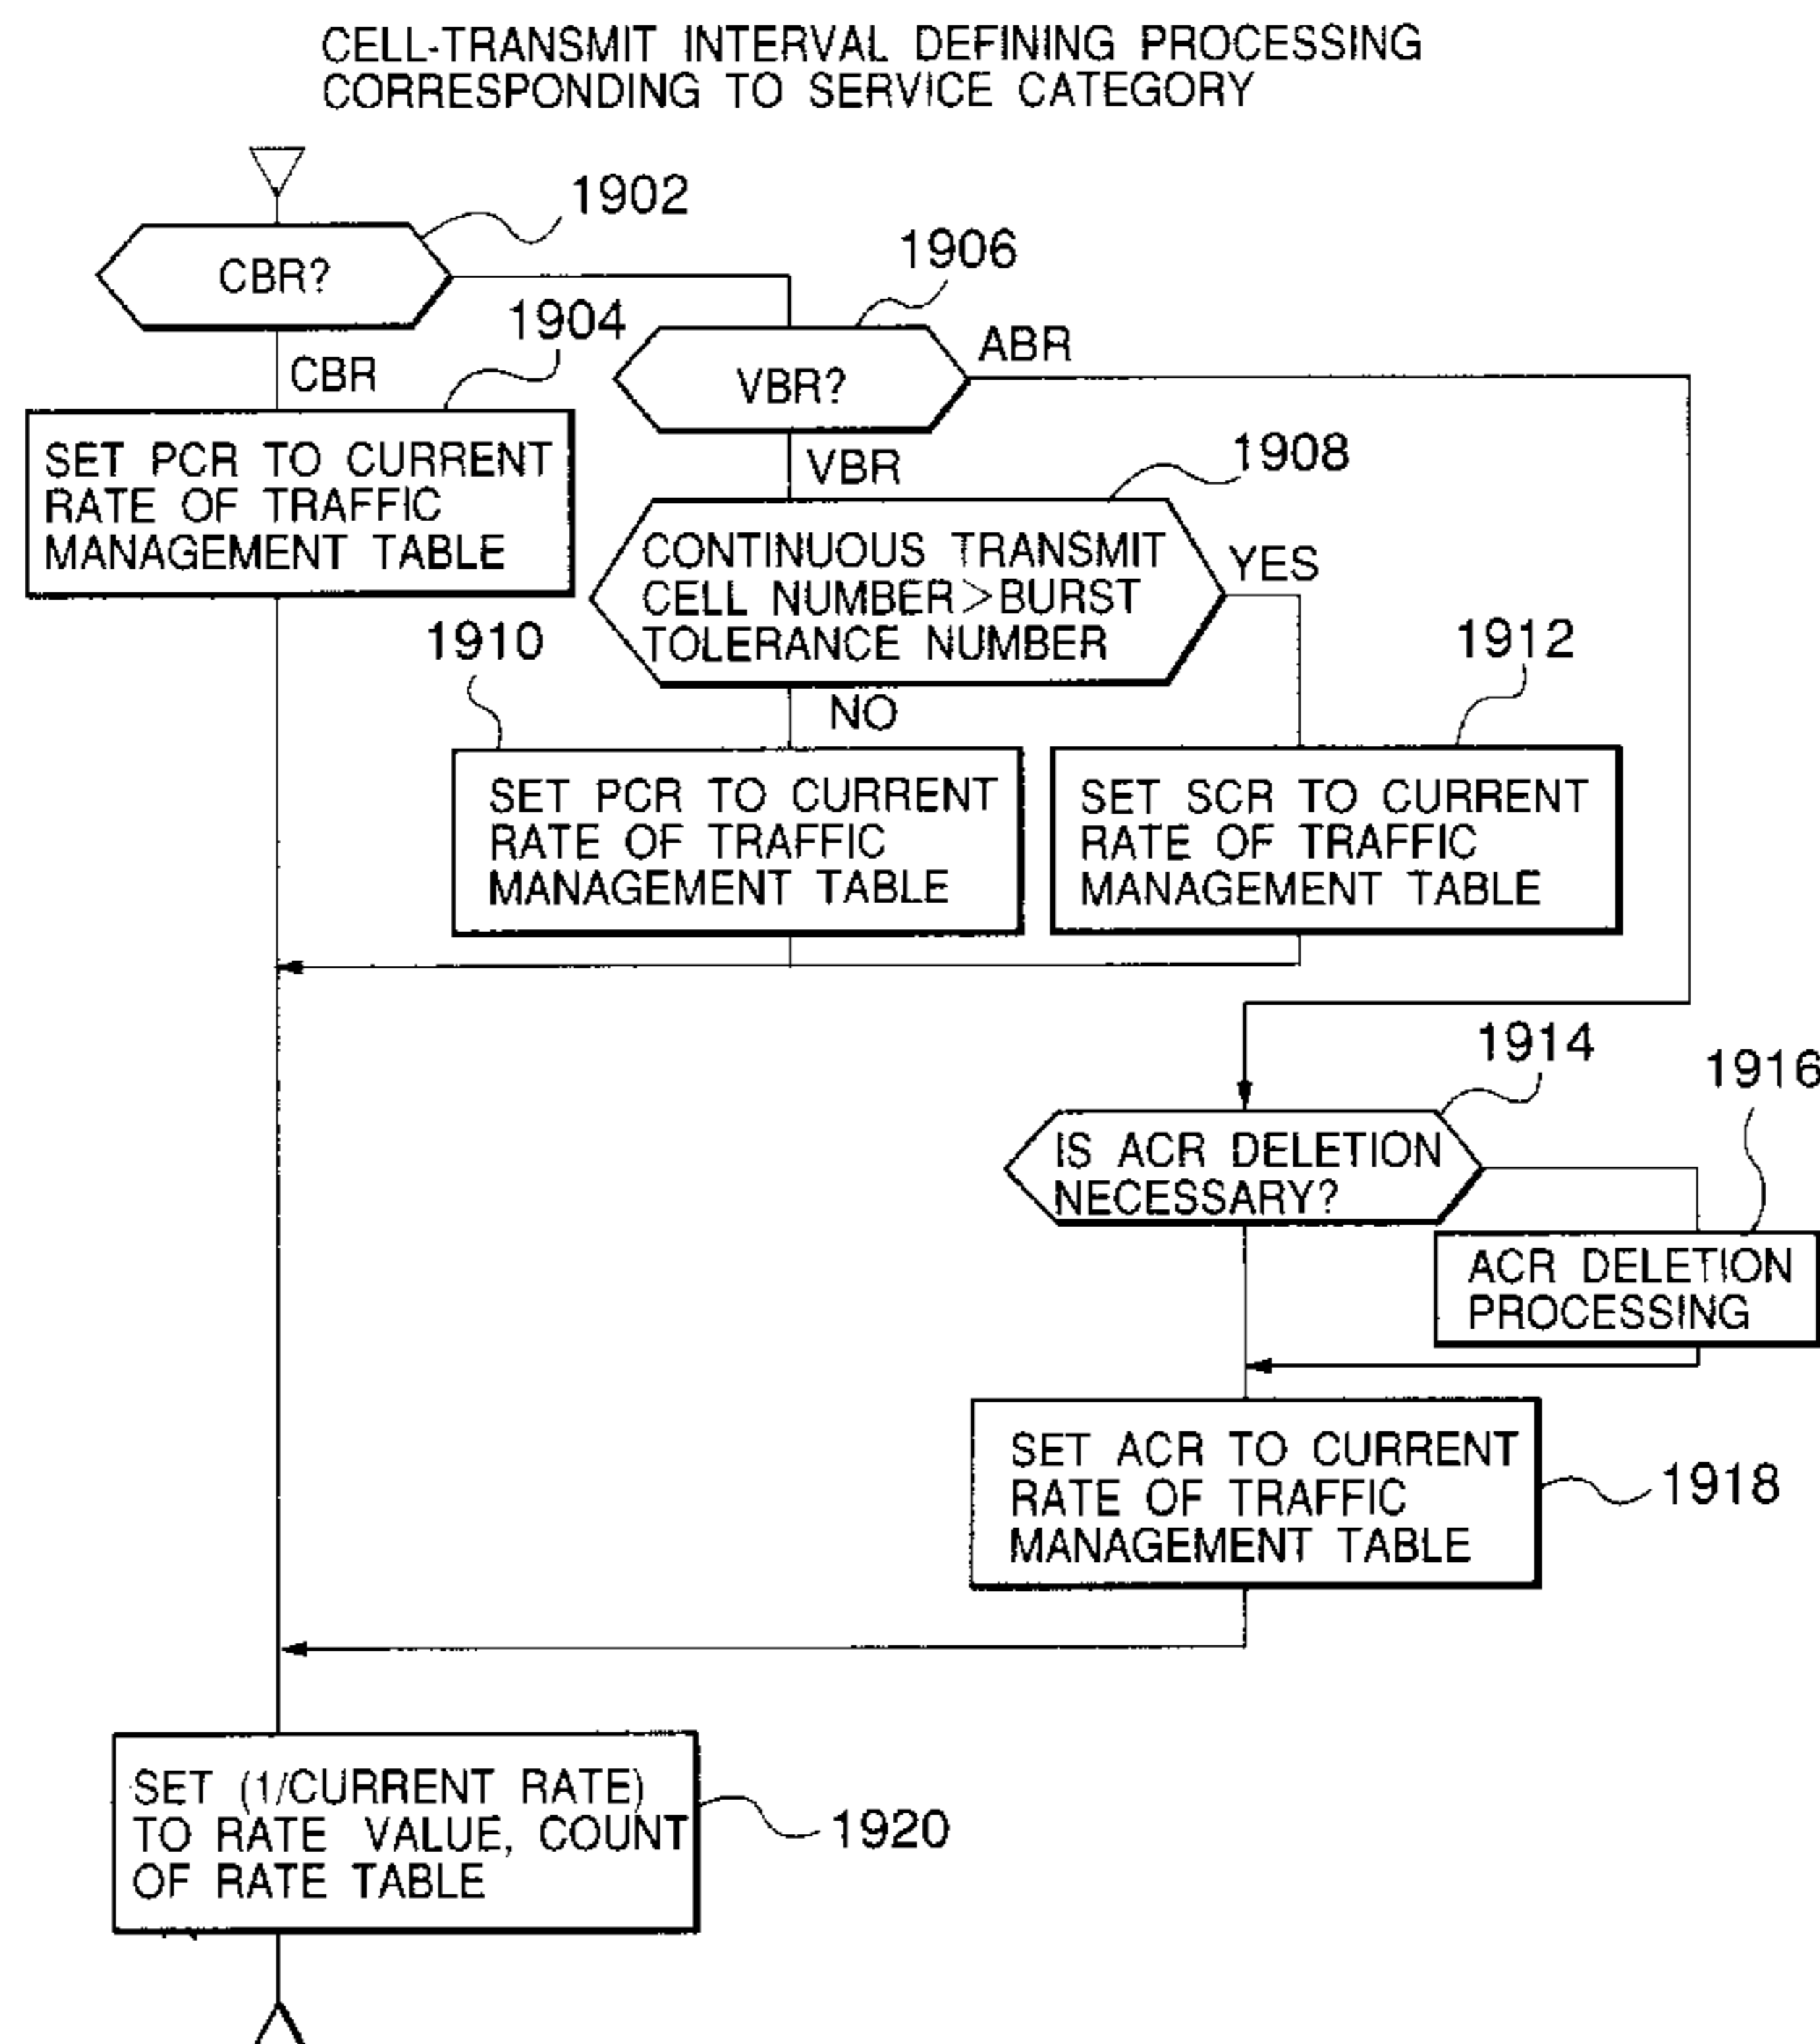 CELL-TRANSMIT INTERVAL DEFINING PROCESSING
CORRESPONDING TO SERVICE CATEGORY
1902
CBR?
1906
1904
CBR
VBR?
ABR
SET PCR TO CURRENT
RATE OF TRAFFIC
MANAGEMENT TABLE
VBR
1908
CONTINUOUS TRANSMIT
CELL NUMBER>BURST
TOLERANCE NUMBER
YES
1910
NO
1912
SET PCR TO CURRENT
RATE OF TRAFFIC
MANAGEMENT TABLE
SET SCR TO CURRENT
RATE OF TRAFFIC
MANAGEMENT TABLE
1914
1916
IS ACR DELETION
NECESSARY?
ACR DELETION
PROCESSING
SET ACR TO CURRENT
RATE OF TRAFFIC
MANAGEMENT TABLE
1918
SET (1/CURRENT RATE)
TO RATE VALUE, COUNT
OF RATE TABLE
1920